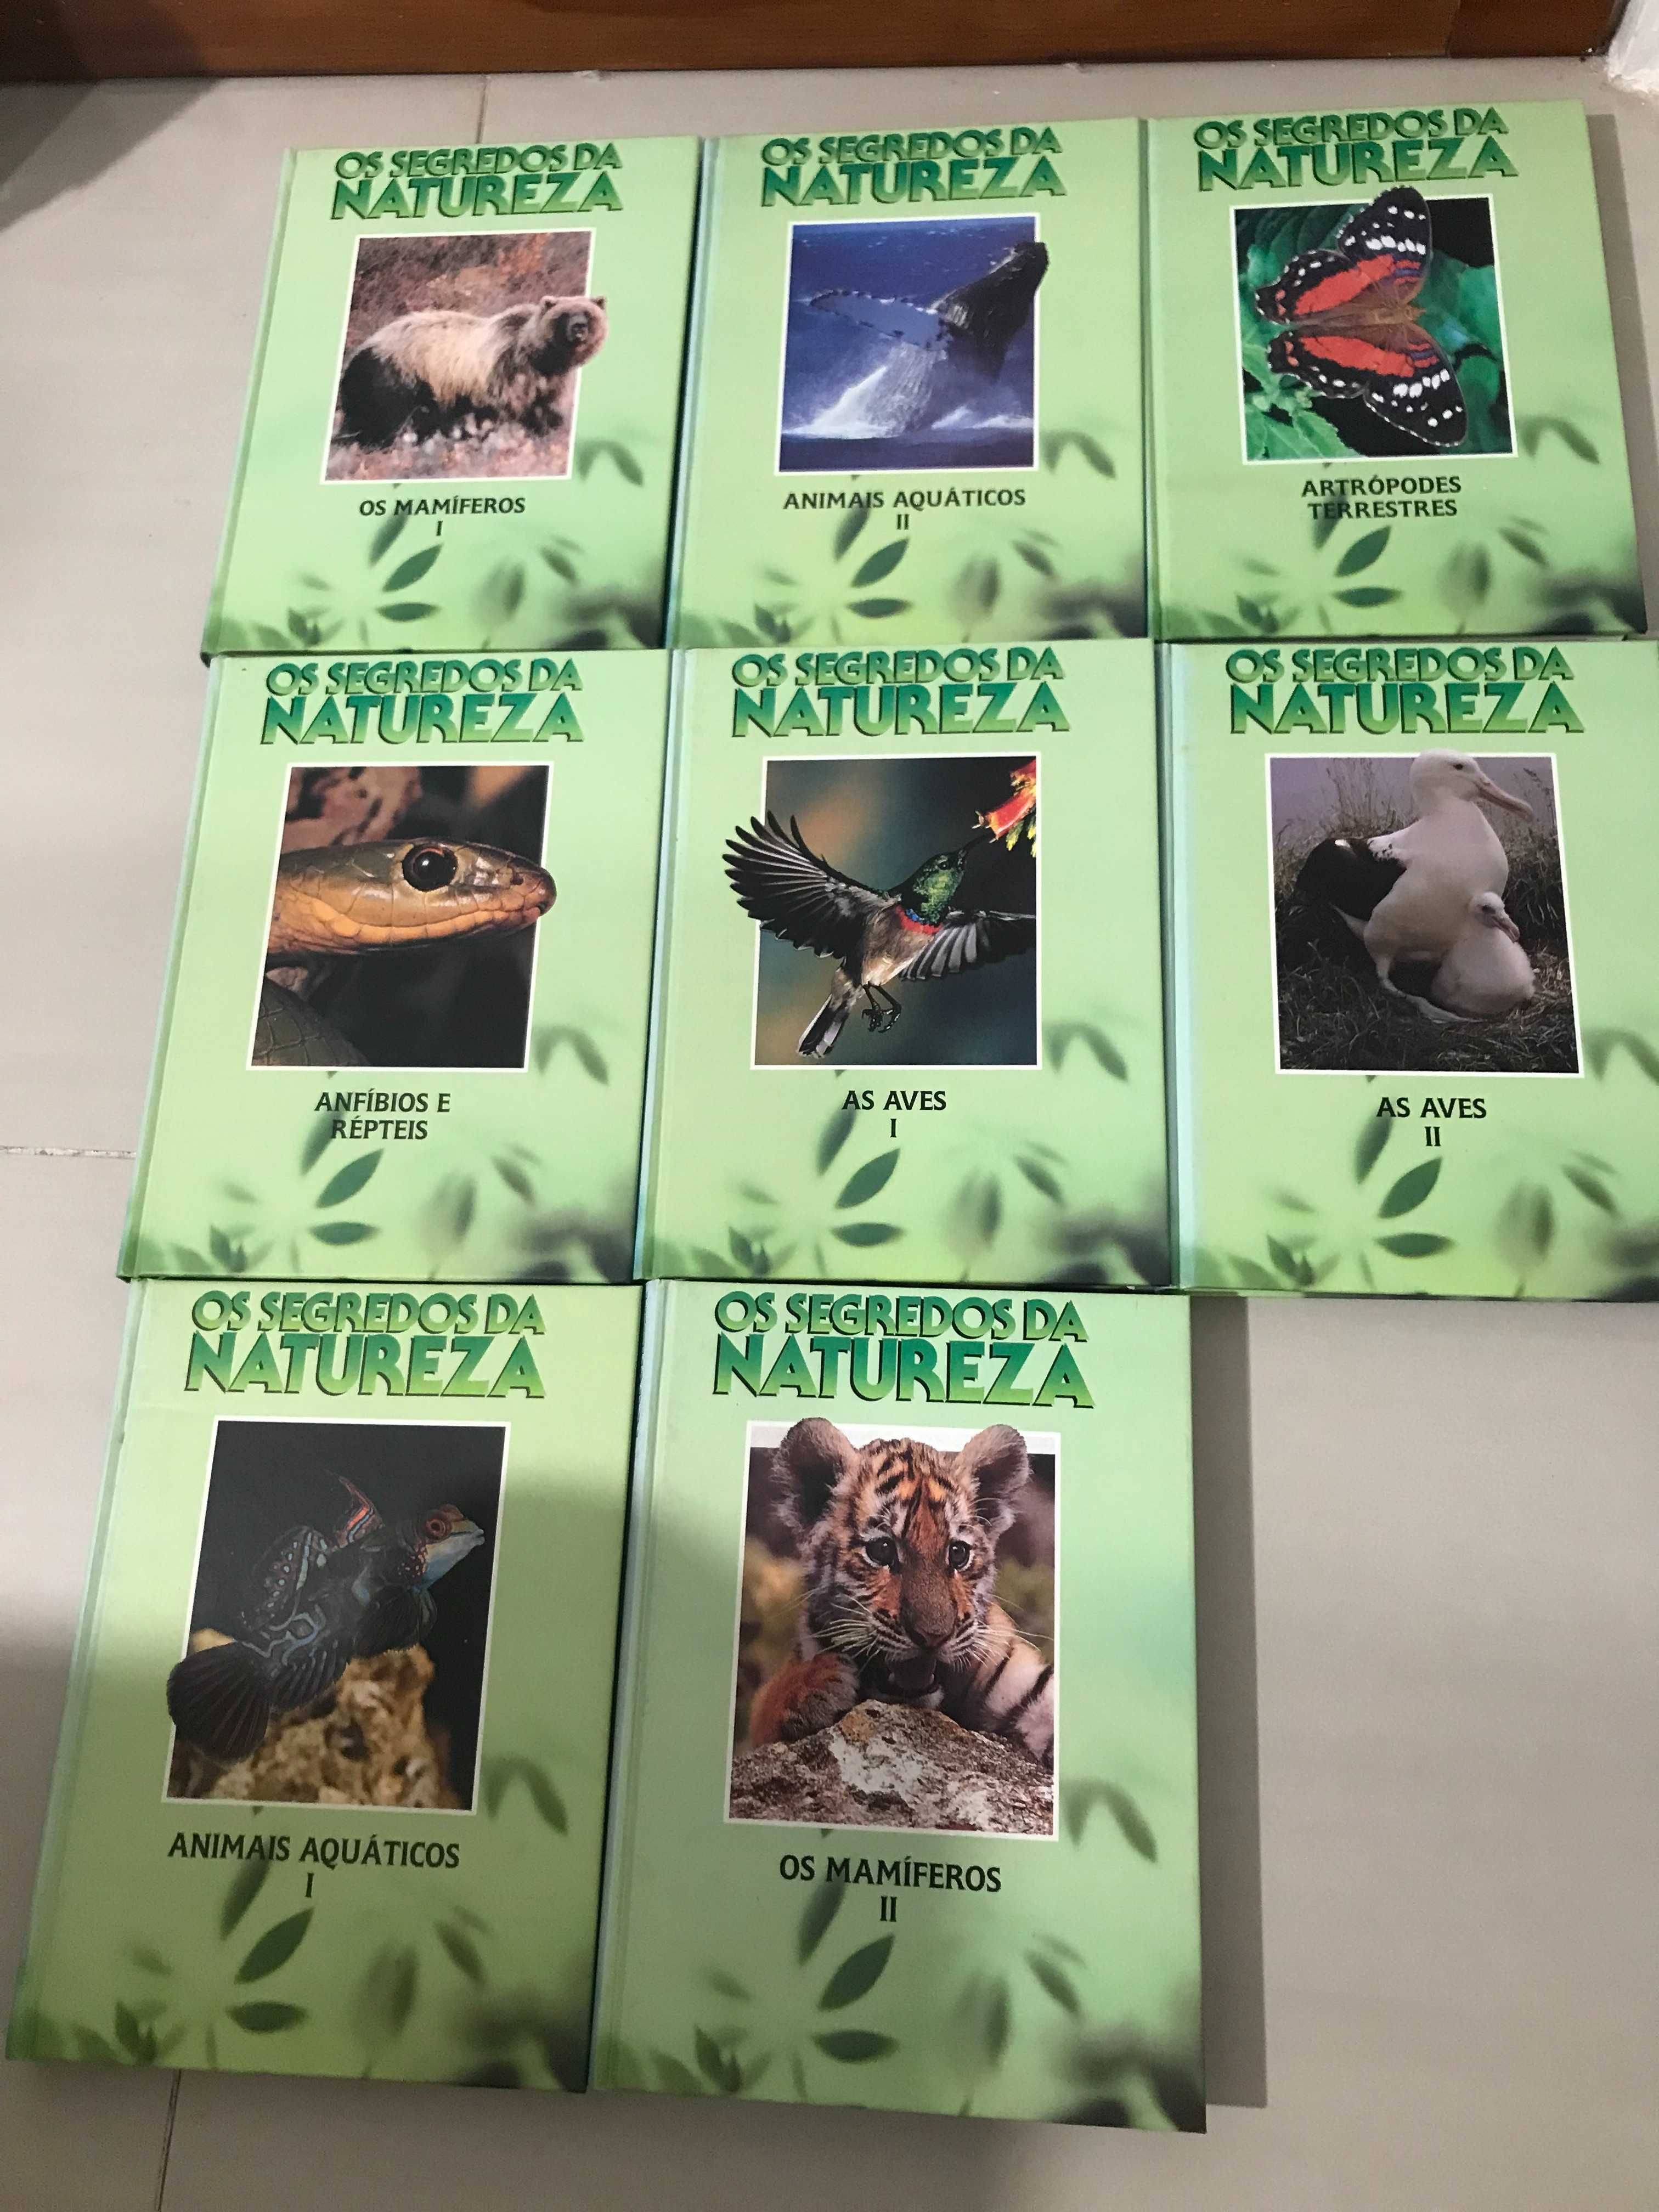 OS SEGREDOS DA
NATUREZA
OS MAMÍFEROS
I
OS SEGREDOS DA
NATUREZA
ANIMAIS AQUÁTICOS
II
OS SEGREDOS DA
NATUREZA
ARTRÓPODES
TERRESTRES
OS SEGREDOS DA
NATUREZA
ANFÍBIOS E
RÉPTEIS
OS SEGREDOS DA
NATUREZA
AS AVES
I
OS SEGREDOS DA
NATUREZA
AS AVES
II
OS SEGREDOS DA
NATUREZA
ANIMAIS AQUÁTICOS
I
OS SEGREDOS DA
NATUREZA
OS MAMÍFEROS
II